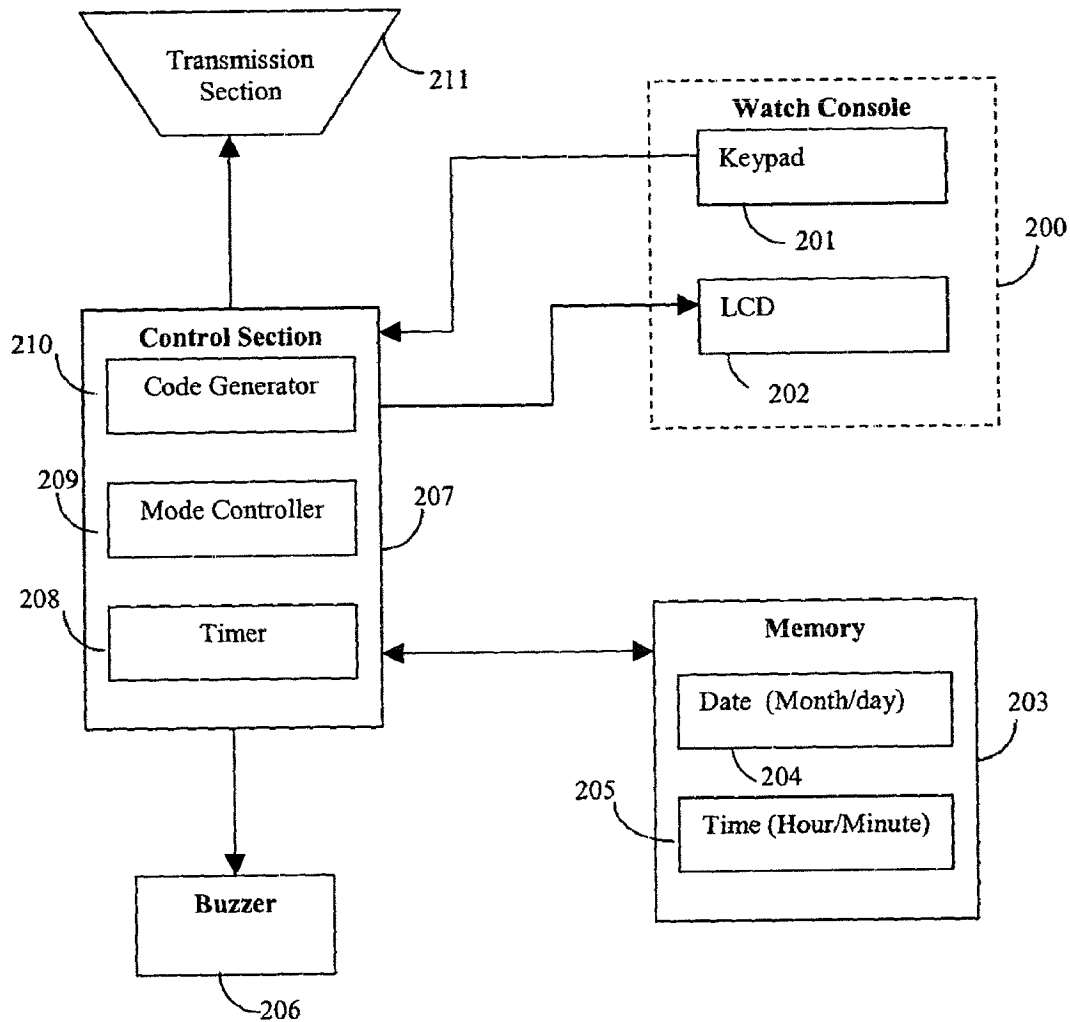 Transmission
Section
211
Watch Console
Keypad
201
200
LCD
202
Control Section
210
Code Generator
209
Mode Controller
207
208
Timer
Memory
Date (Month/day)
203
204
205
Time (Hour/Minute)
Buzzer
206